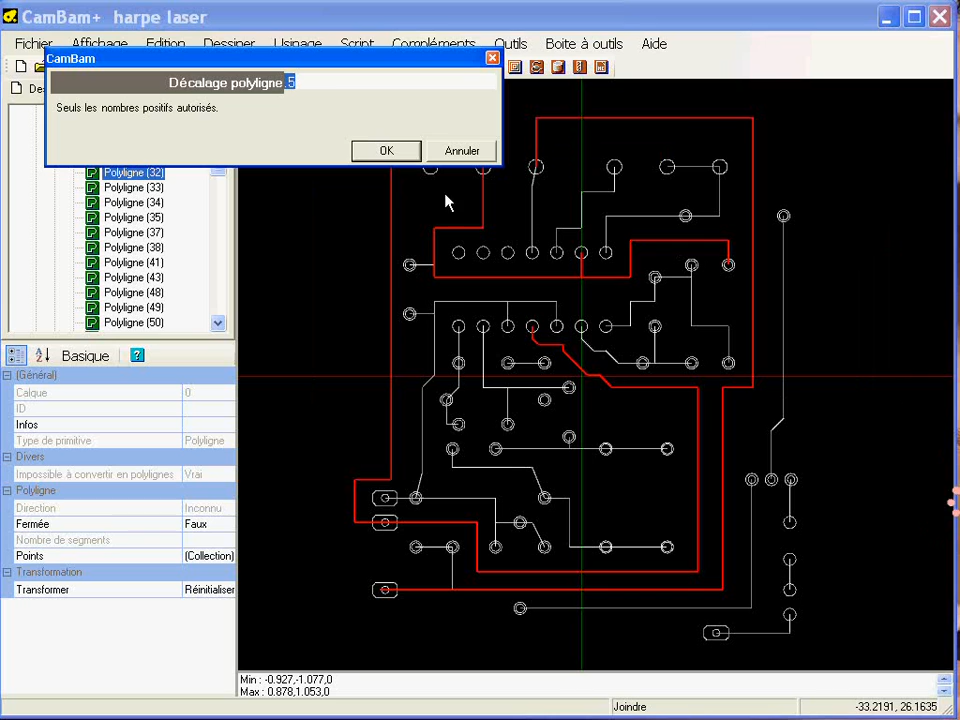 CamBam+ harpe laser
Fichier Affichage Edition Dessiner Usinage Script Compléments Outils Boite à outils Aide
CamBam
Décalage polyligne .5
Seuls les nombres positifs autorisés.
OK Annuler
Polyligne (32)
Polyligne (33)
Polyligne (34)
Polyligne (35)
Polyligne (37)
Polyligne (38)
Polyligne (41)
Polyligne (43)
Polyligne (48)
Polyligne (49)
Polyligne (50)
Basique
(Général)
Calque 0
ID
Infos
Type de primitive Polyligne
Divers
Impossible à convertir en polylignes Vrai
Polyligne
Direction Inconnu
Fermée Faux
Nombre de segments
Points (Collection)
Transformation
Transformer Réinitialiser
Min : -0.927,-1.077,0
Max : 0.878,1.053,0
Joindre -33.2191, 26.1635